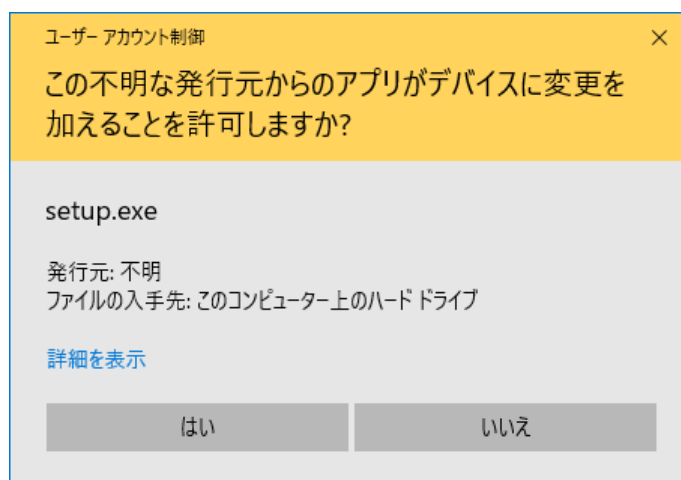 ユーザー アカウント制御
この不明な発行元からのアプリがデバイスに変更を
加えることを許可しますか?
setup.exe
発行元: 不明
ファイルの入手先: このコンピューター上のハード ドライブ
詳細を表示
はい
いいえ